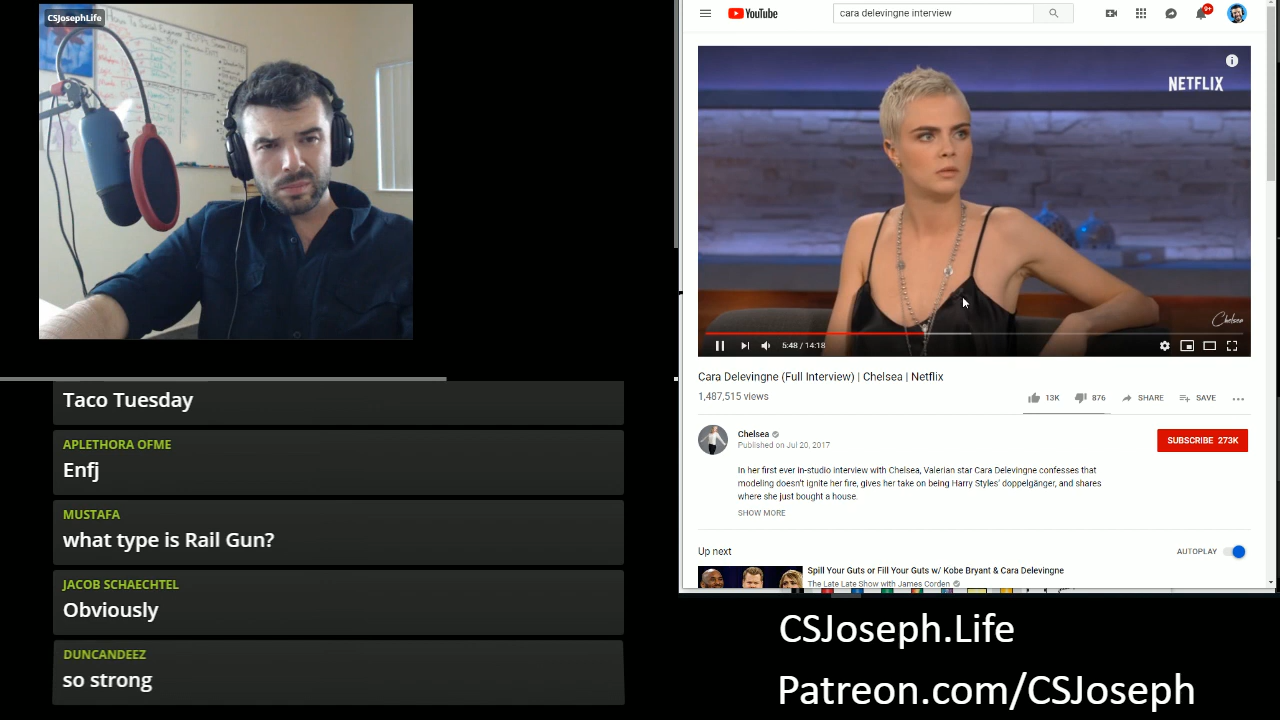 CSJosephLife
Taco Tuesday
APLETHORA OFME
Enfj
MUSTAFA
what type is Rail Gun?
JACOB SCHAECHTEL
Obviously
DUNCANDEEZ
so strong
YouTube
cara delevingne interview
9+
NETFLIX
Chelsea
5:48 / 14:18
Cara Delevingne (Full Interview) | Chelsea | Netflix
1,487,515 views
13K
876
SHARE
SAVE
Chelsea
Published on Jul 20, 2017
SUBSCRIBE 273K
In her first ever in-studio interview with Chelsea, Valerian star Cara Delevingne confesses that
modeling doesn't ignite her fire, gives her take on being Harry Styles' doppelgänger, and shares
where she just bought a house.
SHOW MORE
Up next
AUTOPLAY
Spill Your Guts or Fill Your Guts w/ Kobe Bryant & Cara Delevingne
The Late Late Show with James Corden
CSJoseph.Life
Patreon.com/CSJoseph